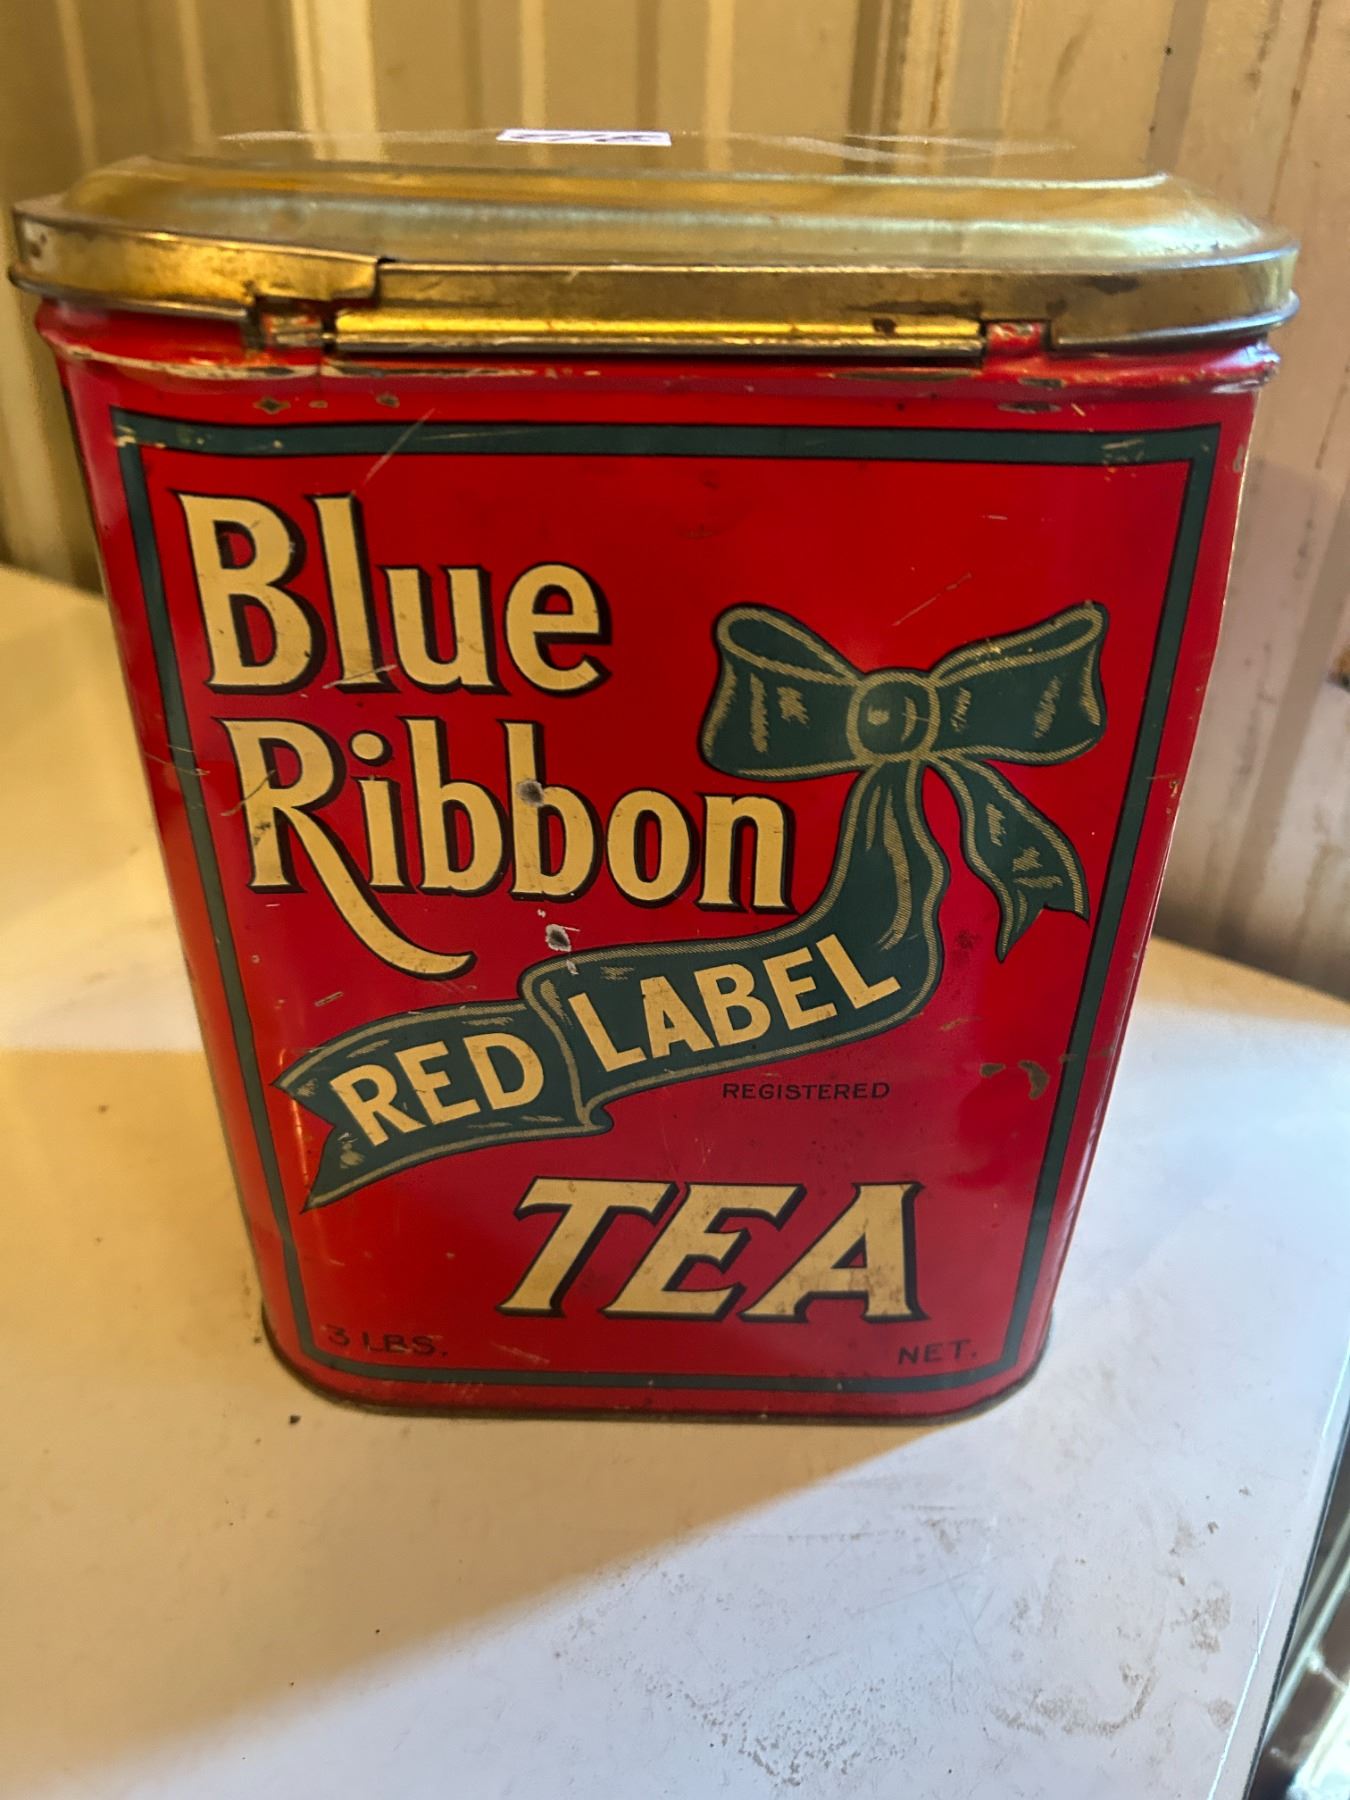 Blue
Ribbon
RED LABEL
REGISTERED
TEA
3 LBS. NET.